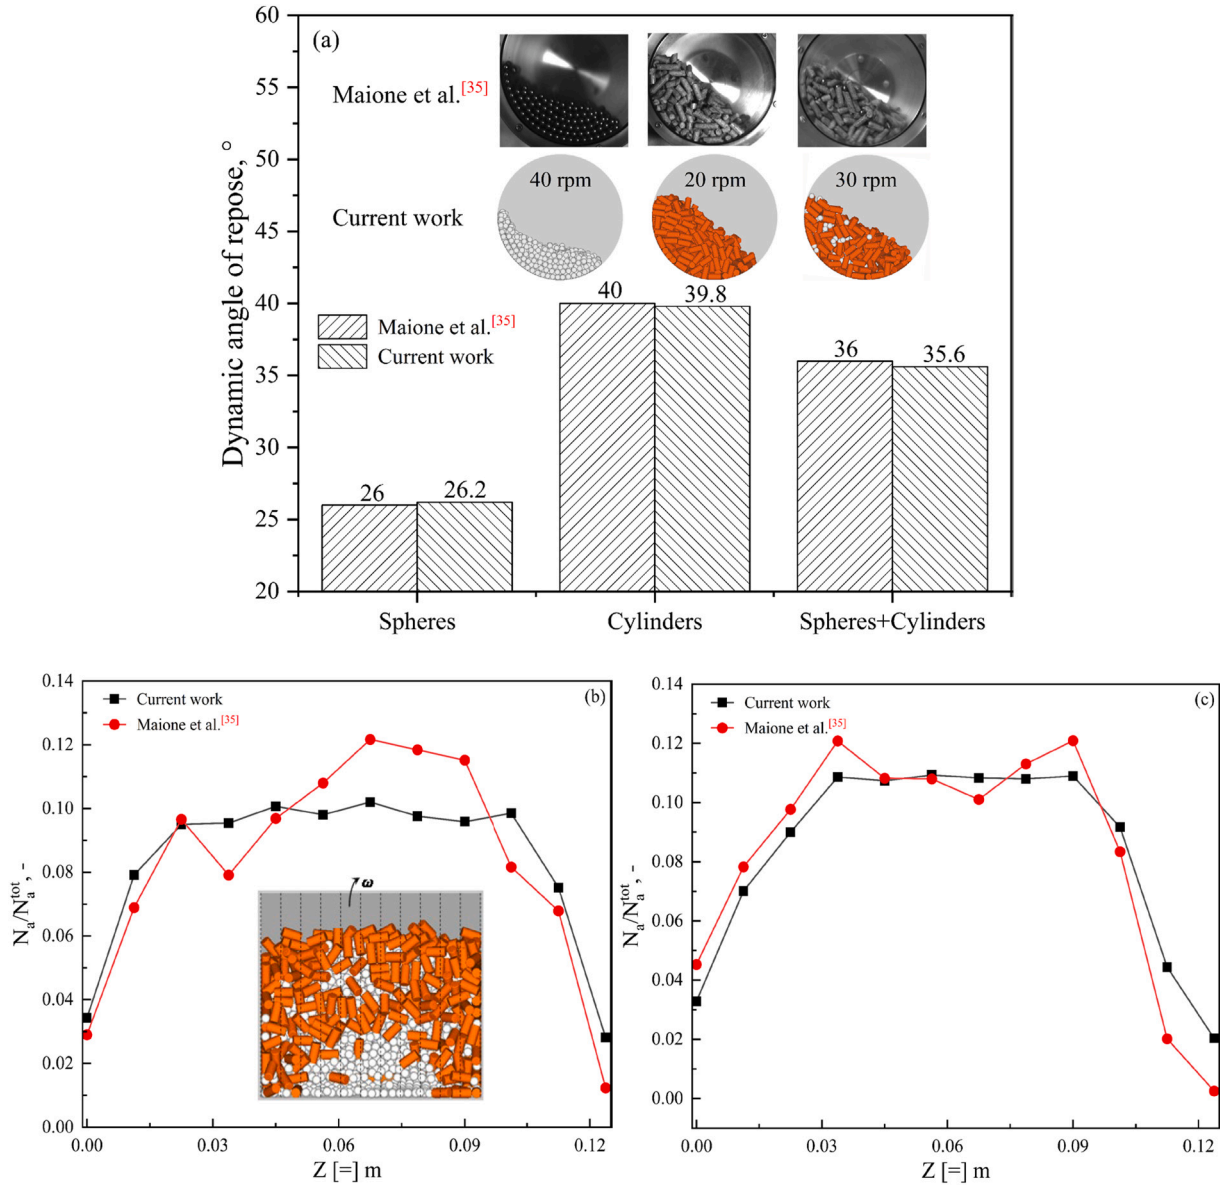 (a)
Maione et al.[35]
40 rpm
20 rpm
30 rpm
Current work
Maione et al.[35]
Current work
Dynamic angle of repose, °
60
55
50
45
40
35
30
25
20
26
26.2
40
39.8
36
35.6
Spheres
Cylinders
Spheres+Cylinders
(b)
Current work
Maione et al.[35]
ω
Na/Na^tot, -
0.14
0.12
0.10
0.08
0.06
0.04
0.02
0.00
0.00
0.03
0.06
0.09
0.12
Z [=] m
(c)
Current work
Maione et al.[35]
Na/Na^tot, -
0.14
0.12
0.10
0.08
0.06
0.04
0.02
0.00
0.00
0.03
0.06
0.09
0.12
Z [=] m